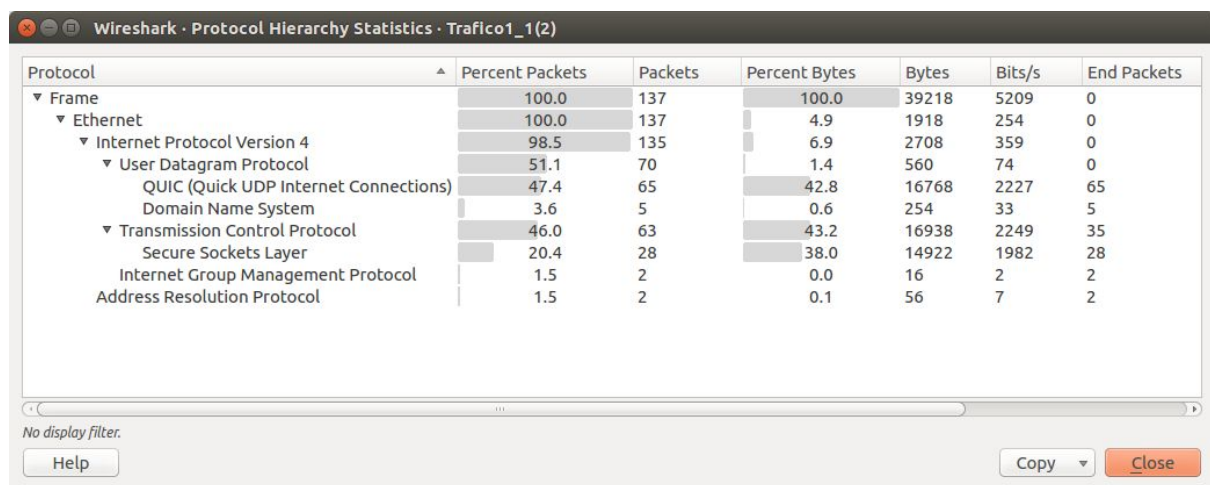 Wireshark · Protocol Hierarchy Statistics · Trafico1_1(2)
Protocol Percent Packets Packets Percent Bytes Bytes Bits/s End Packets
Frame 100.0 137 100.0 39218 5209 0
Ethernet 100.0 137 4.9 1918 254 0
Internet Protocol Version 4 98.5 135 6.9 2708 359 0
User Datagram Protocol 51.1 70 1.4 560 74 0
QUIC (Quick UDP Internet Connections) 47.4 65 42.8 16768 2227 65
Domain Name System 3.6 5 0.6 254 33 5
Transmission Control Protocol 46.0 63 43.2 16938 2249 35
Secure Sockets Layer 20.4 28 38.0 14922 1982 28
Internet Group Management Protocol 1.5 2 0.0 16 2 2
Address Resolution Protocol 1.5 2 0.1 56 7 2
No display filter.
Help Copy Close